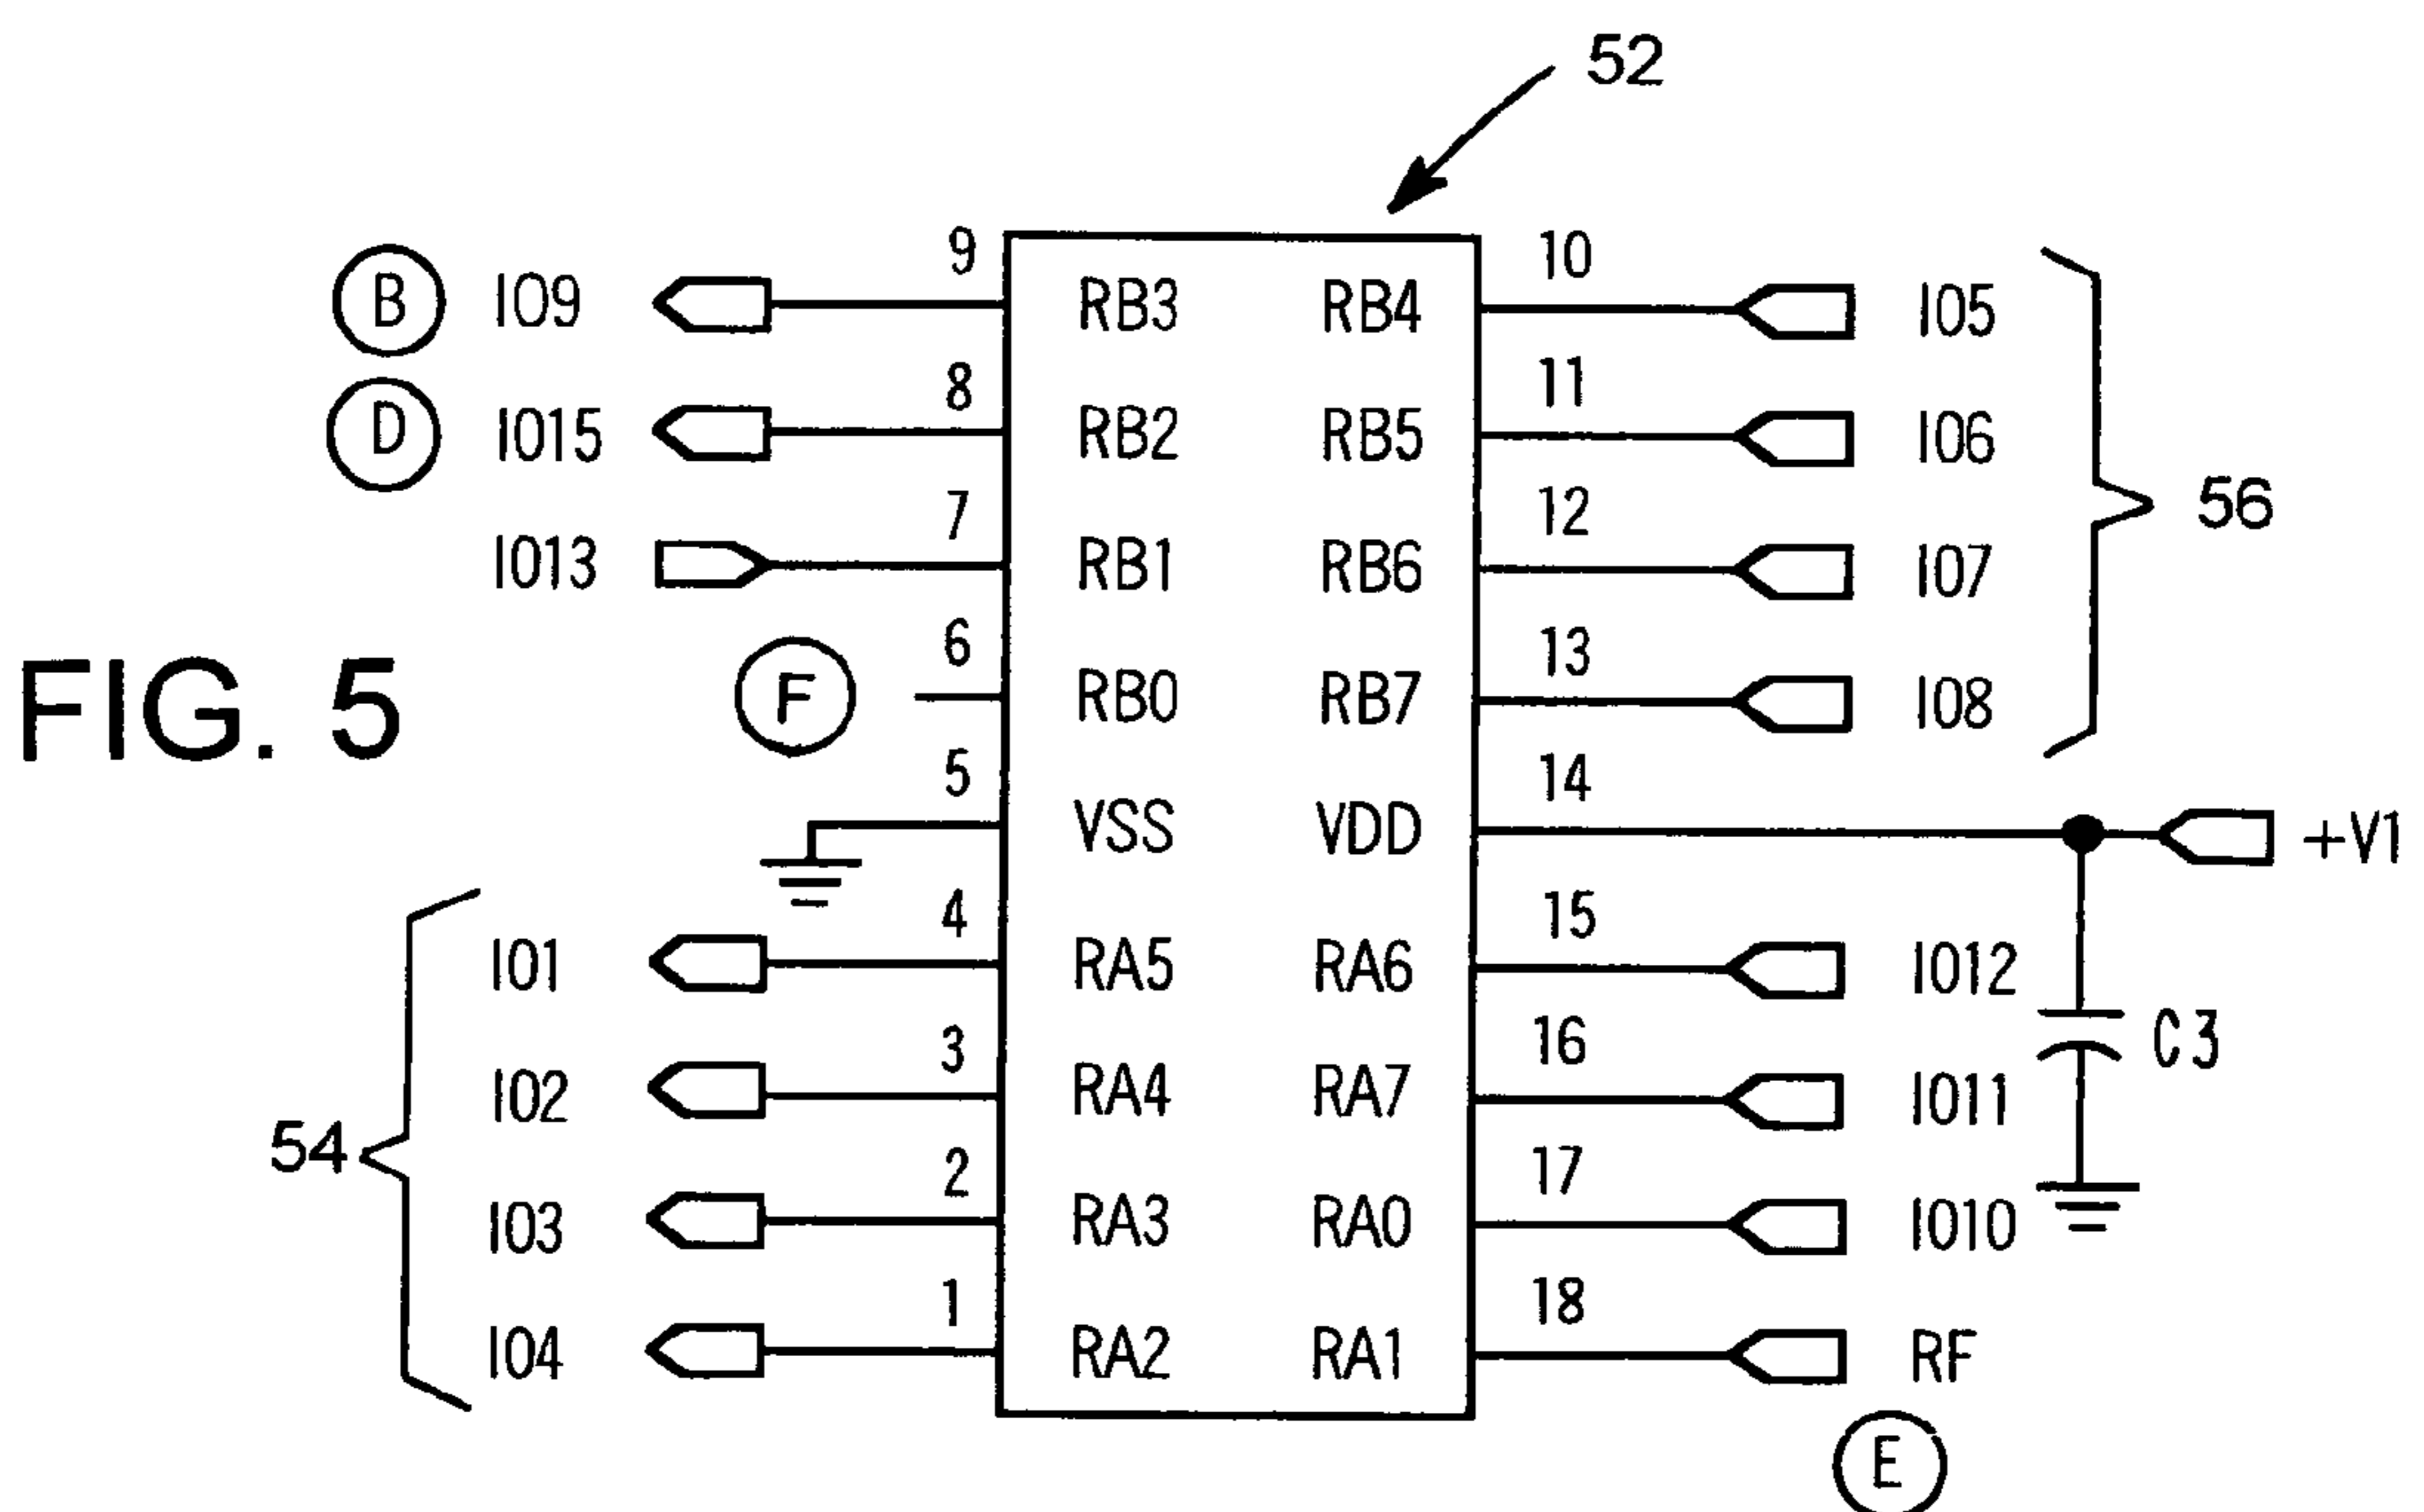 52
9 10
B IO9 RB3 RB4 IO5
8 11
D IO15 RB2 RB5 IO6
7 12
IO13 RB1 RB6 IO7
56
6 13
F RB0 RB7 IO8
FIG. 5
5 14
VSS VDD +V1
4 15
IO1 RA5 RA6 IO12
3 16
C3
IO2 RA4 RA7 IO11
54
2 17
IO3 RA3 RA0 IO10
1 18
IO4 RA2 RA1 RF
E